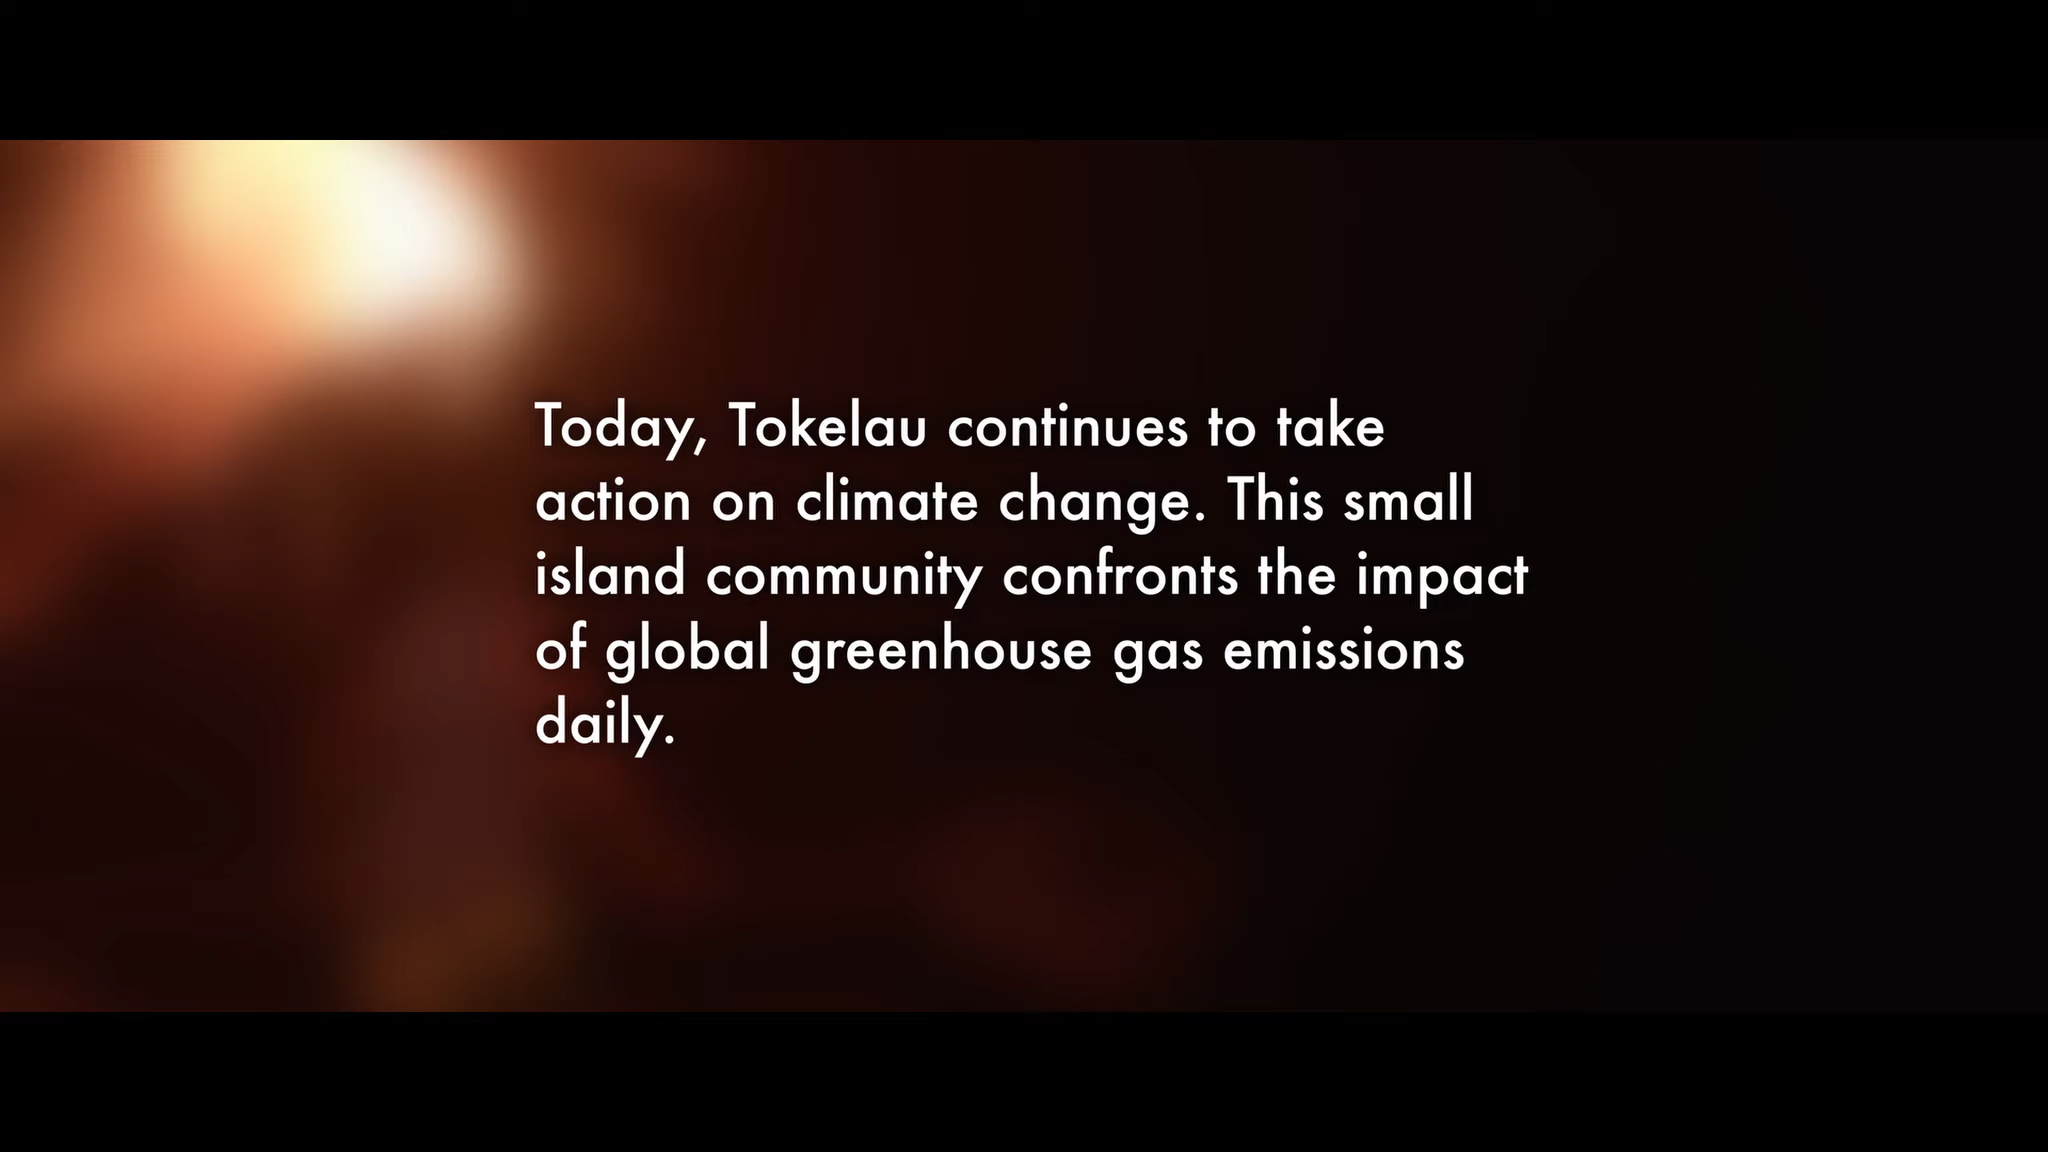 Today, Tokelau continues to take
action on climate change. This small
island community confronts the impact
of global greenhouse gas emissions
daily.